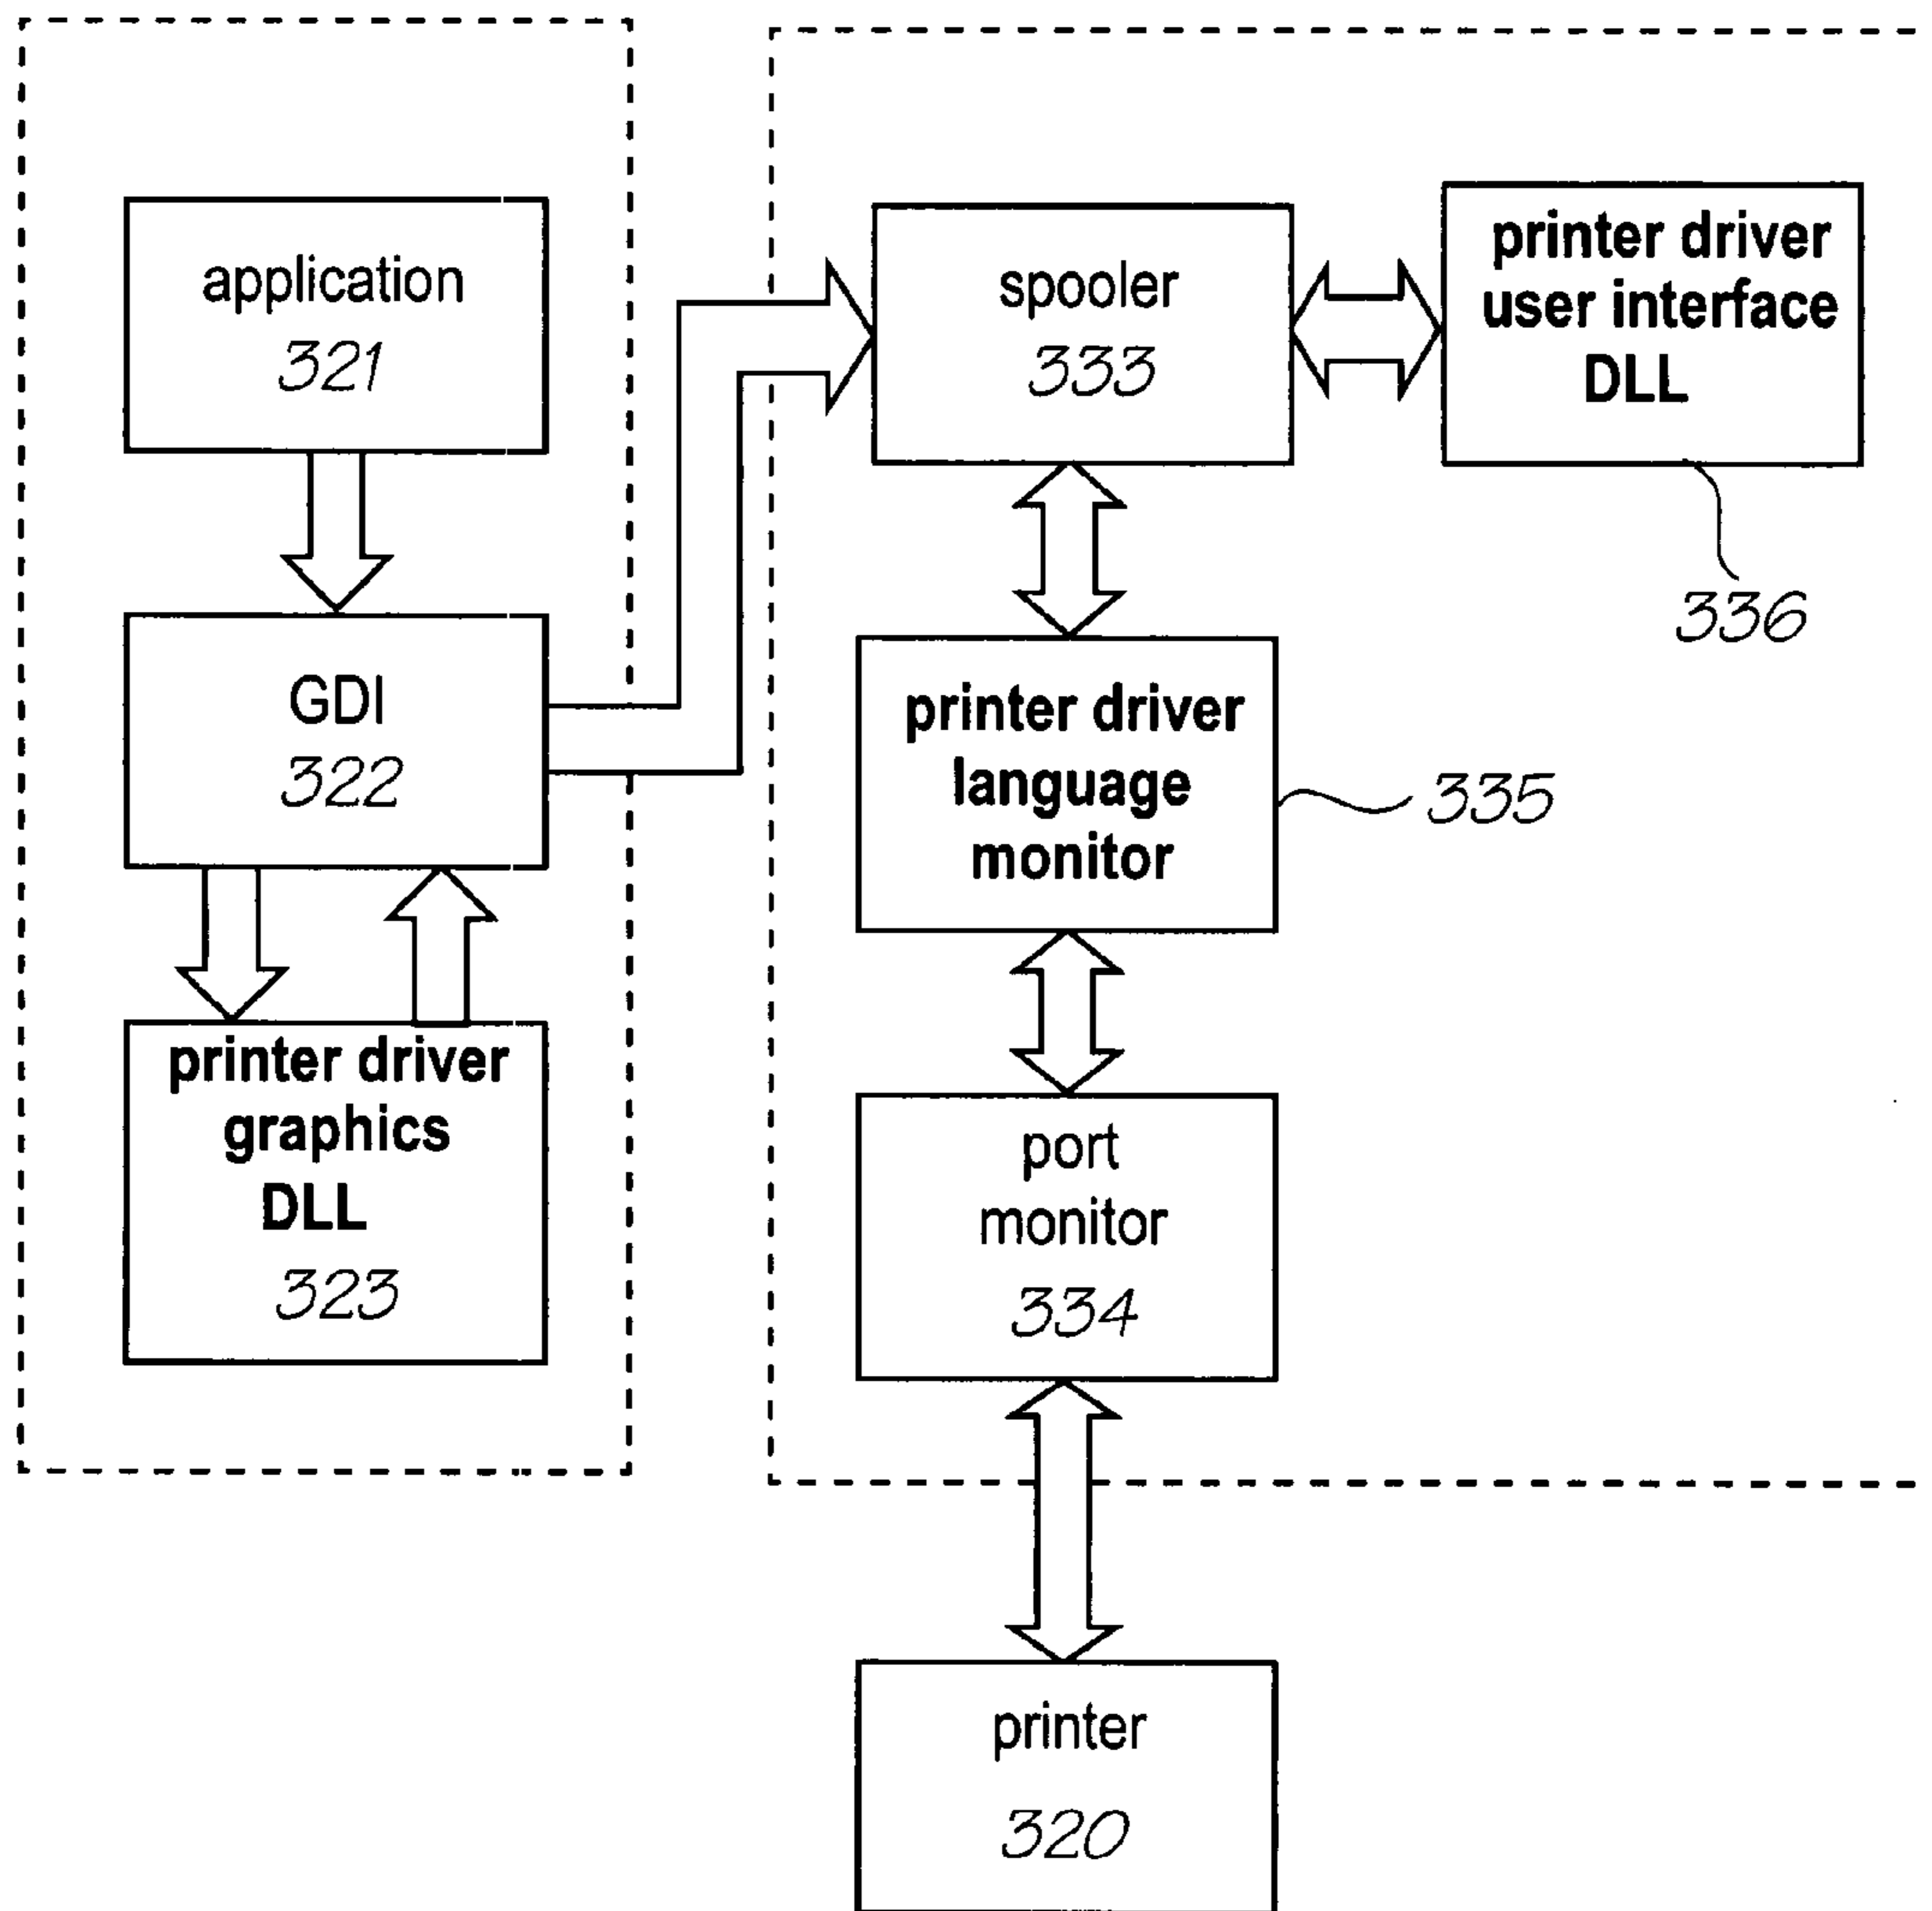 application
321
GDI
322
printer driver
graphics
DLL
323
spooler
333
printer driver
user interface
DLL
336
printer driver
language
monitor
335
port
monitor
334
printer
320